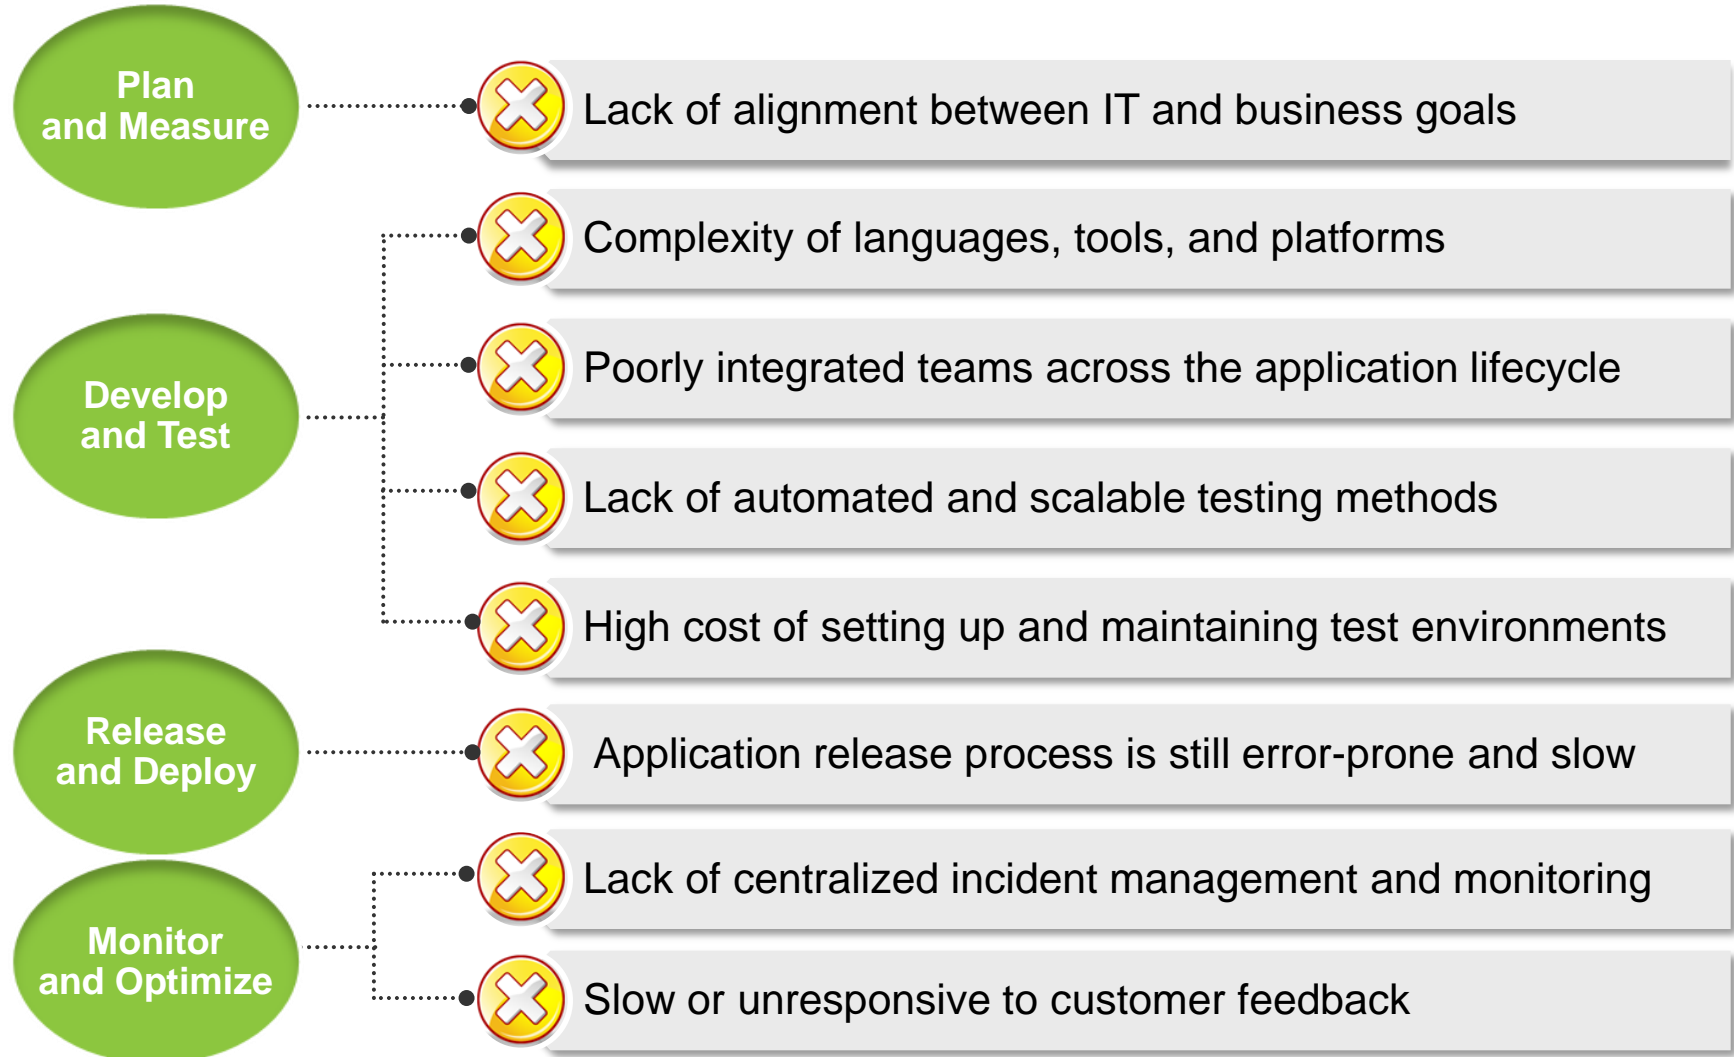 Plan
and Measure
Lack of alignment between IT and business goals
Develop
and Test
Complexity of languages, tools, and platforms
Poorly integrated teams across the application lifecycle
Lack of automated and scalable testing methods
High cost of setting up and maintaining test environments
Release
and Deploy
Application release process is still error-prone and slow
Monitor
and Optimize
Lack of centralized incident management and monitoring
Slow or unresponsive to customer feedback